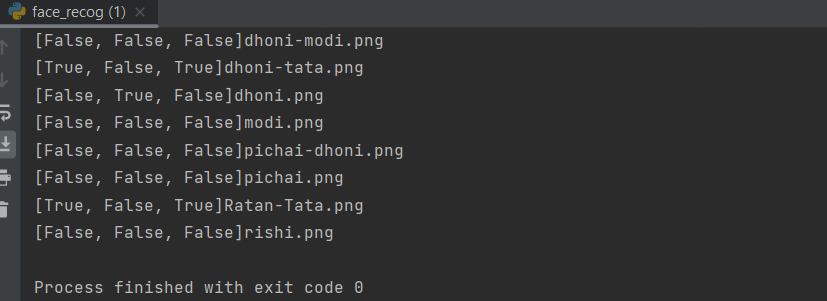 face_recog (1)
[False, False, False]dhoni-modi.png
[True, False, True]dhoni-tata.png
[False, True, False]dhoni.png
[False, False, False]modi.png
[False, False, False]pichai-dhoni.png
[False, False, False]pichai.png
[True, False, True]Ratan-Tata.png
[False, False, False]rishi.png
Process finished with exit code 0